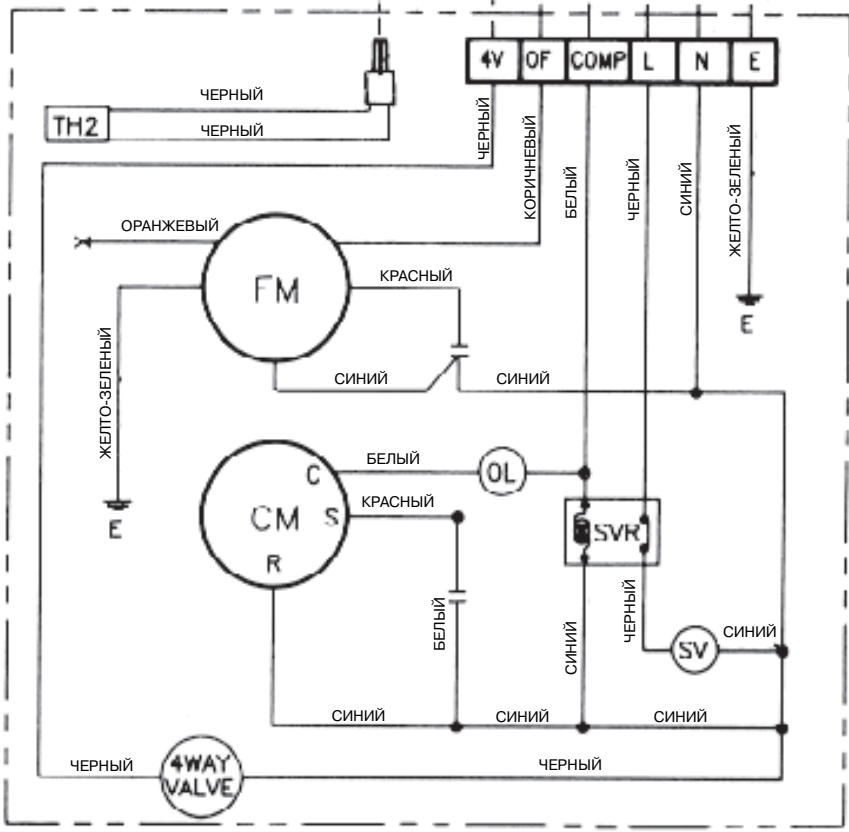 4V OF COMP L N E
ЧЕРНЫЙ
TH2
ЧЕРНЫЙ
ЧЕРНЫЙ
КОРИЧНЕВЫЙ
БЕЛЫЙ
ЧЕРНЫЙ
СИНИЙ
ЖЕЛТО-ЗЕЛЕНЫЙ
ОРАНЖЕВЫЙ
FM
КРАСНЫЙ
E
ЖЕЛТО-ЗЕЛЕНЫЙ
СИНИЙ
СИНИЙ
E
C
БЕЛЫЙ
OL
CM
S
КРАСНЫЙ
SVR
R
БЕЛЫЙ
СИНИЙ
ЧЕРНЫЙ
SV
СИНИЙ
СИНИЙ
СИНИЙ
СИНИЙ
ЧЕРНЫЙ
4WAY
VALVE
ЧЕРНЫЙ